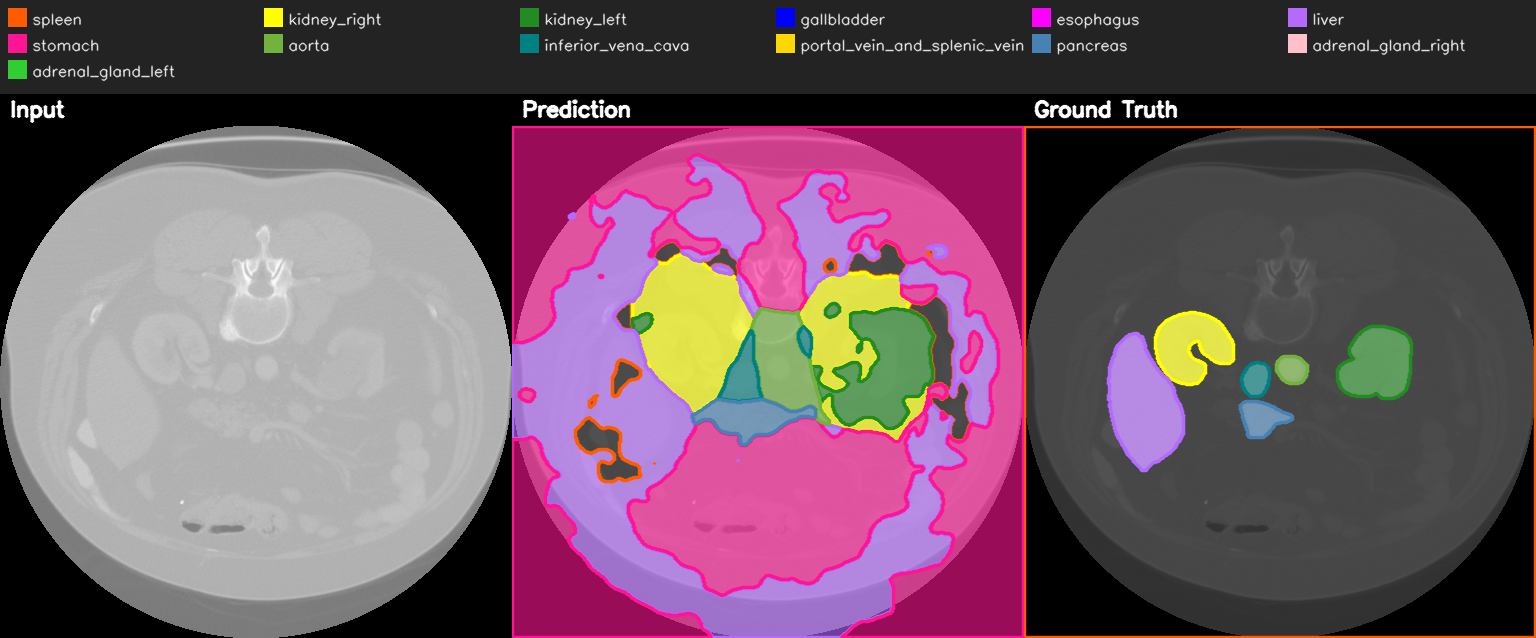 spleen kidney_right kidney_left gallbladder esophagus liver
stomach aorta inferior_vena_cava portal_vein_and_splenic_vein pancreas adrenal_gland_right
adrenal_gland_left
Input Prediction Ground Truth